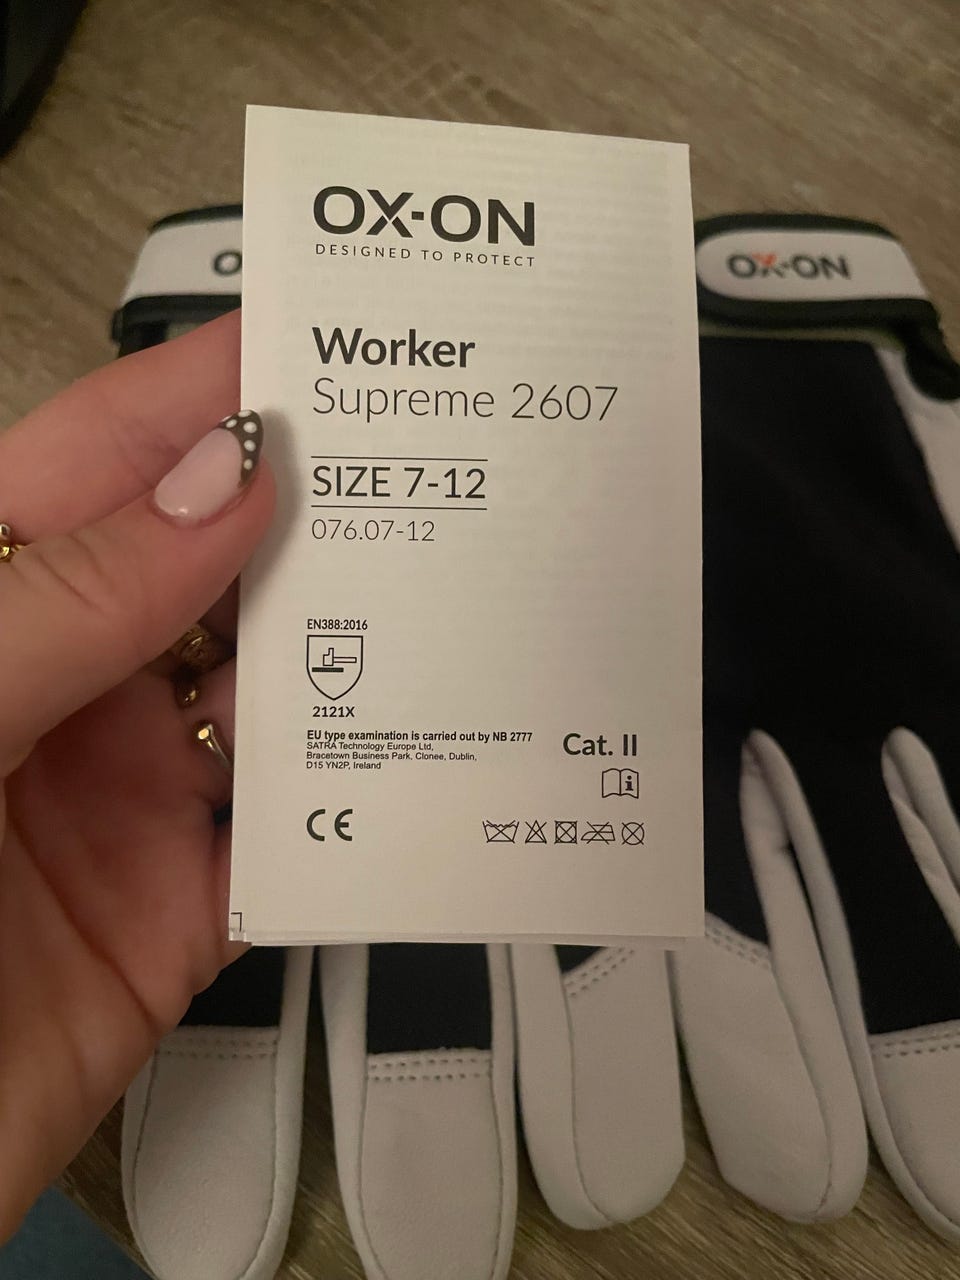 OX-ON
DESIGNED TO PROTECT
OX-ON
Worker
Supreme 2607
SIZE 7-12
076.07-12
EN388:2016
2121X
EU type examination is carried out by NB 2777
SATRA Technology Europe Ltd,
Bracetown Business Park, Clonee, Dublin,
D15 YN2P, Ireland
Cat. II
i
CE